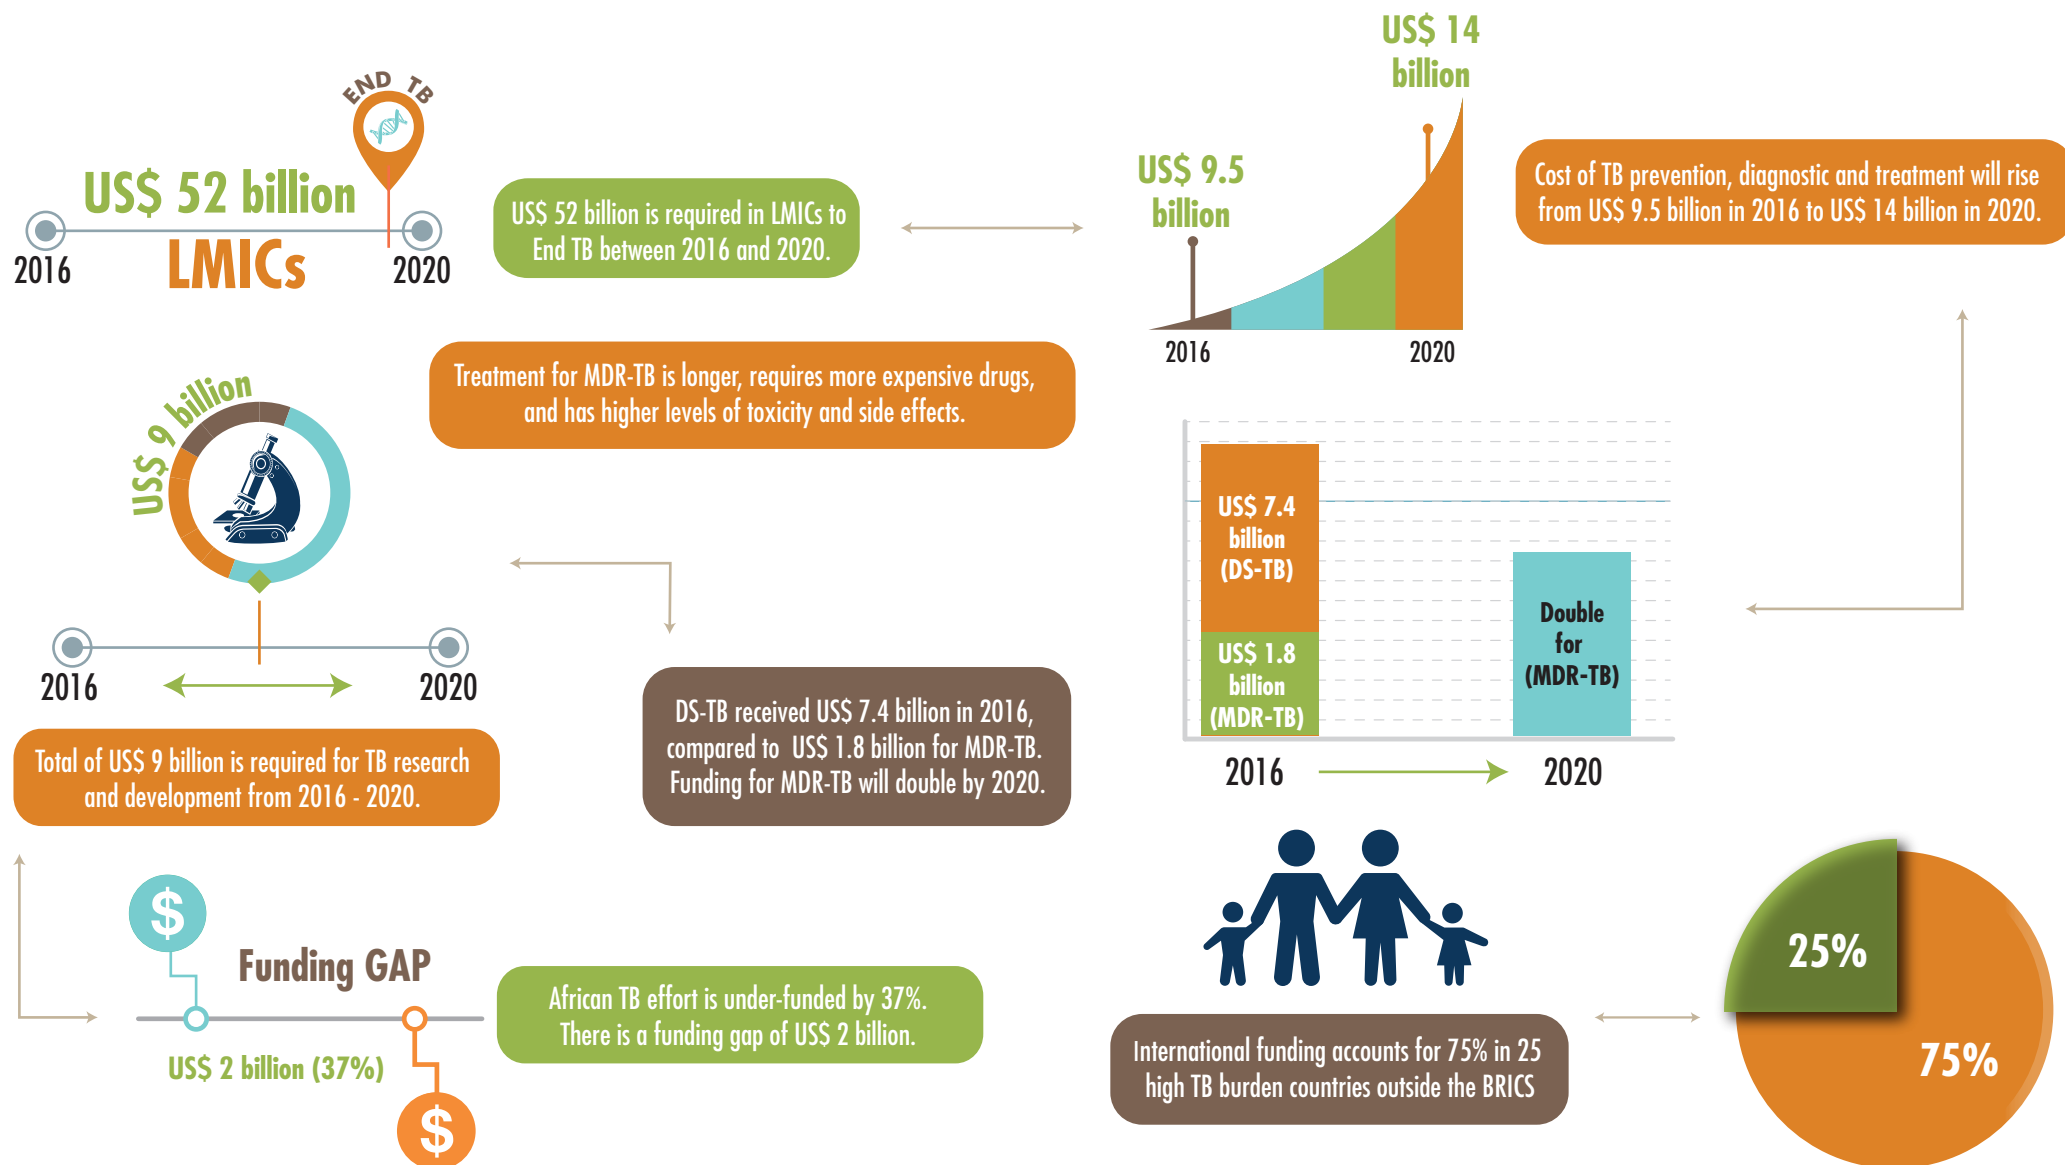 END TB
US$ 52 billion
LMICs
2016
2020
US$ 52 billion is required in LMICs to
End TB between 2016 and 2020.
US$ 9.5
billion
US$ 14
billion
2016
2020
Cost of TB prevention, diagnostic and treatment will rise
from US$ 9.5 billion in 2016 to US$ 14 billion in 2020.
Treatment for MDR-TB is longer, requires more expensive drugs,
and has higher levels of toxicity and side effects.
US$ 9 billion
2016
2020
Total of US$ 9 billion is required for TB research
and development from 2016 - 2020.
DS-TB received US$ 7.4 billion in 2016,
compared to US$ 1.8 billion for MDR-TB.
Funding for MDR-TB will double by 2020.
US$ 7.4
billion
(DS-TB)
US$ 1.8
billion
(MDR-TB)
Double
for
(MDR-TB)
2016
2020
$
Funding GAP
US$ 2 billion (37%)
$
African TB effort is under-funded by 37%.
There is a funding gap of US$ 2 billion.
International funding accounts for 75% in 25
high TB burden countries outside the BRICS
25%
75%